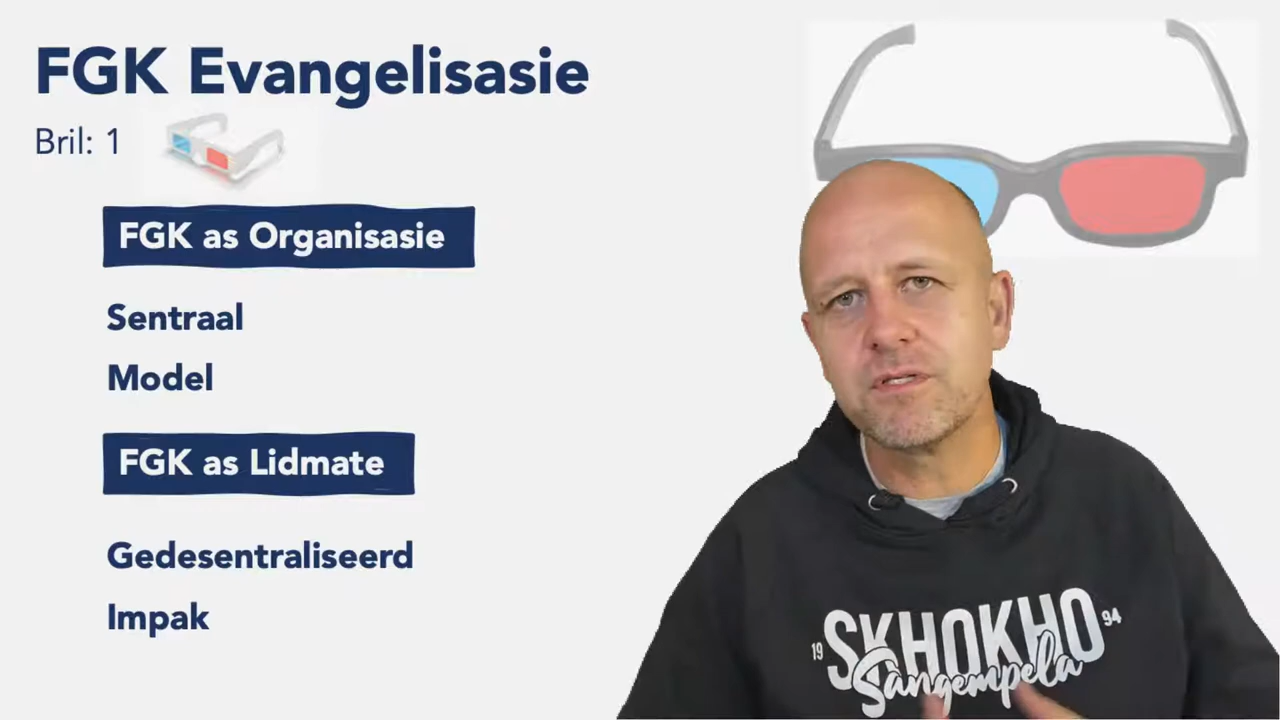 FGK Evangelisasie
Bril: 1
FGK as Organisasie
Sentraal
Model
FGK as Lidmate
Gedesentraliseerd
Impak
19 SKHOKHO 94
Sangempela